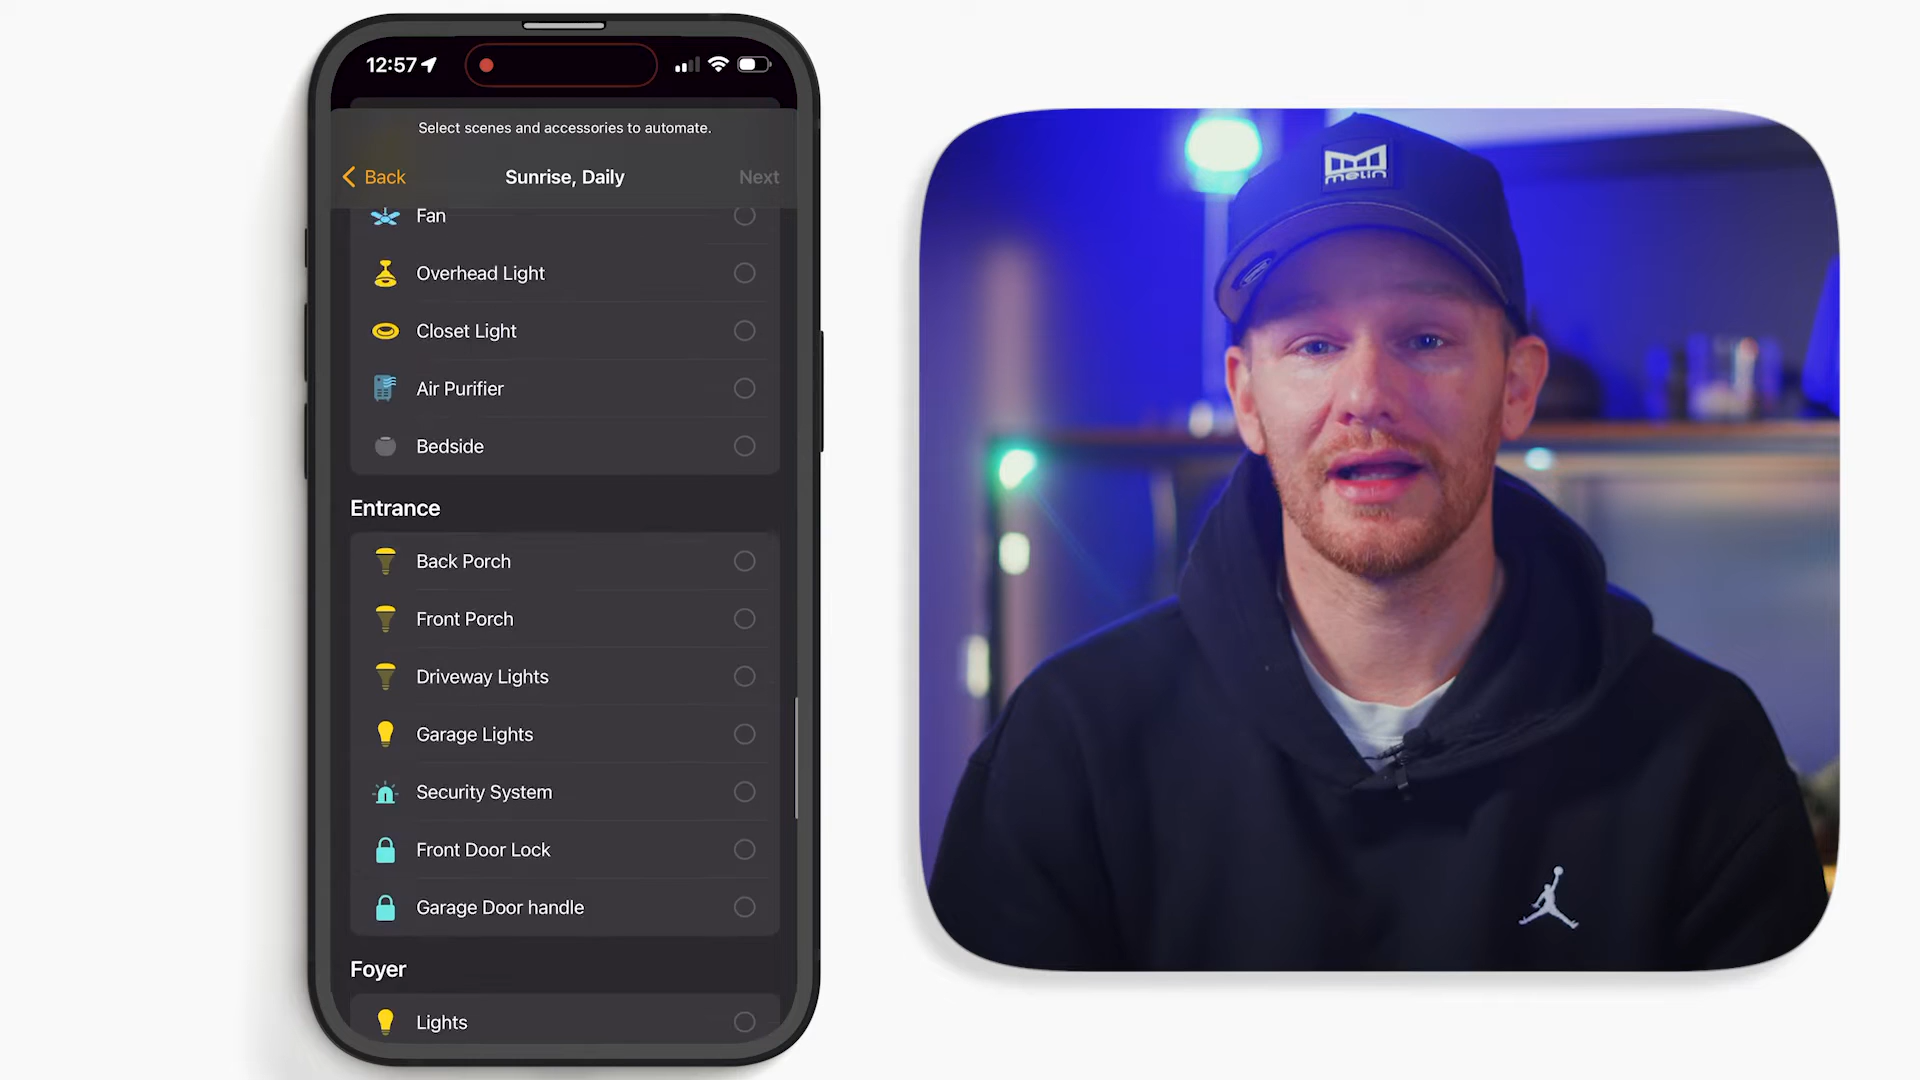 12:57
Select scenes and accessories to automate.
Back
Sunrise, Daily
Next
Fan
Overhead Light
Closet Light
Air Purifier
Bedside
Entrance
Back Porch
Front Porch
Driveway Lights
Garage Lights
Security System
Front Door Lock
Garage Door handle
Foyer
Lights
melin